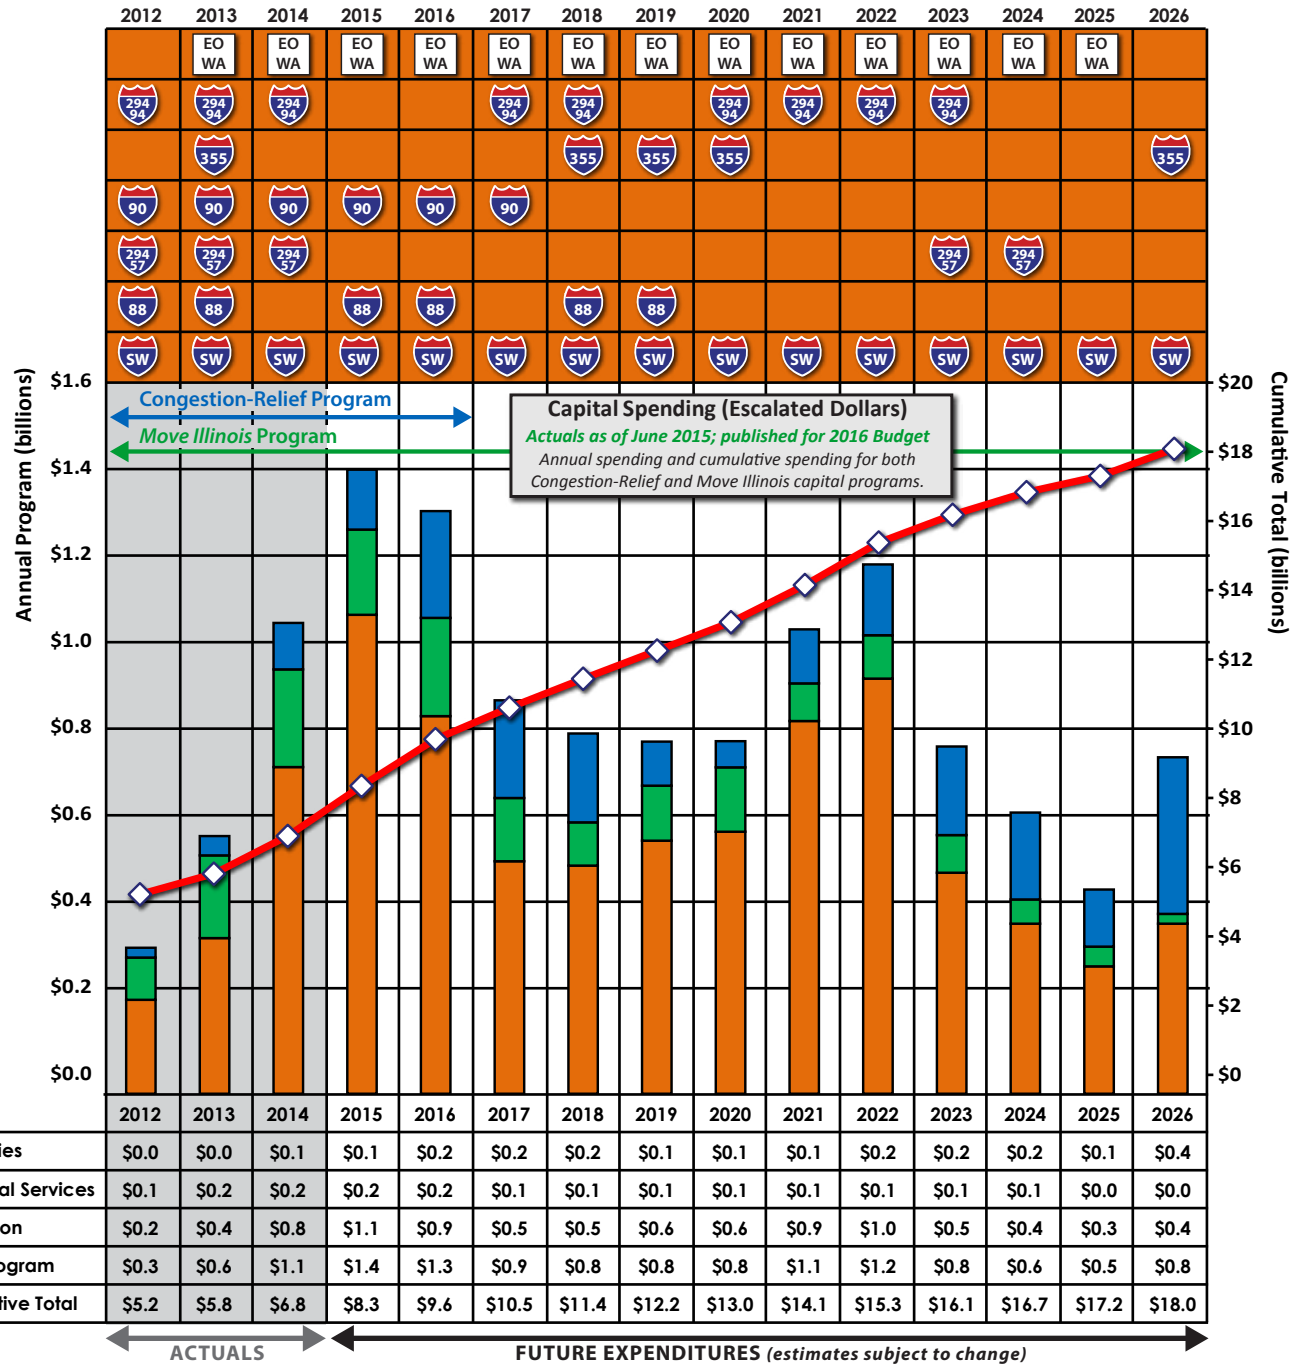 2012 2013 2014 2015 2016 2017 2018 2019 2020 2021 2022 2023 2024 2025 2026
EO EO EO EO EO EO EO EO EO EO EO EO EO
WA WA WA WA WA WA WA WA WA WA WA WA WA
294 294 294 294 294 294 294 294 294
94 94 94 94 94 94 94 94 94
355 355 355 355 355
90 90 90 90 90 90
294 294 294 294 294
57 57 57 57 57
88 88 88 88 88 88
SW SW SW SW SW SW SW SW SW SW SW SW SW SW SW
Annual Program (billions)
$1.6
$1.4
$1.2
$1.0
$0.8
$0.6
$0.4
$0.2
$0.0
Congestion-Relief Program
Move Illinois Program
Capital Spending (Escalated Dollars)
Actuals as of June 2015; published for 2016 Budget
Annual spending and cumulative spending for both
Congestion-Relief and Move Illinois capital programs.
$20
$18
$16
$14
$12
$10
$8
$6
$4
$2
$0
Cumulative Total (billions)
2012 2013 2014 2015 2016 2017 2018 2019 2020 2021 2022 2023 2024 2025 2026
ies $0.0 $0.0 $0.1 $0.1 $0.2 $0.2 $0.2 $0.1 $0.1 $0.1 $0.2 $0.2 $0.2 $0.1 $0.4
al Services $0.1 $0.2 $0.2 $0.2 $0.2 $0.1 $0.1 $0.1 $0.1 $0.1 $0.1 $0.1 $0.1 $0.0 $0.0
on $0.2 $0.4 $0.8 $1.1 $0.9 $0.5 $0.5 $0.6 $0.6 $0.9 $1.0 $0.5 $0.4 $0.3 $0.4
ogram $0.3 $0.6 $1.1 $1.4 $1.3 $0.9 $0.8 $0.8 $0.8 $1.1 $1.2 $0.8 $0.6 $0.5 $0.8
tive Total $5.2 $5.8 $6.8 $8.3 $9.6 $10.5 $11.4 $12.2 $13.0 $14.1 $15.3 $16.1 $16.7 $17.2 $18.0
ACTUALS FUTURE EXPENDITURES (estimates subject to change)